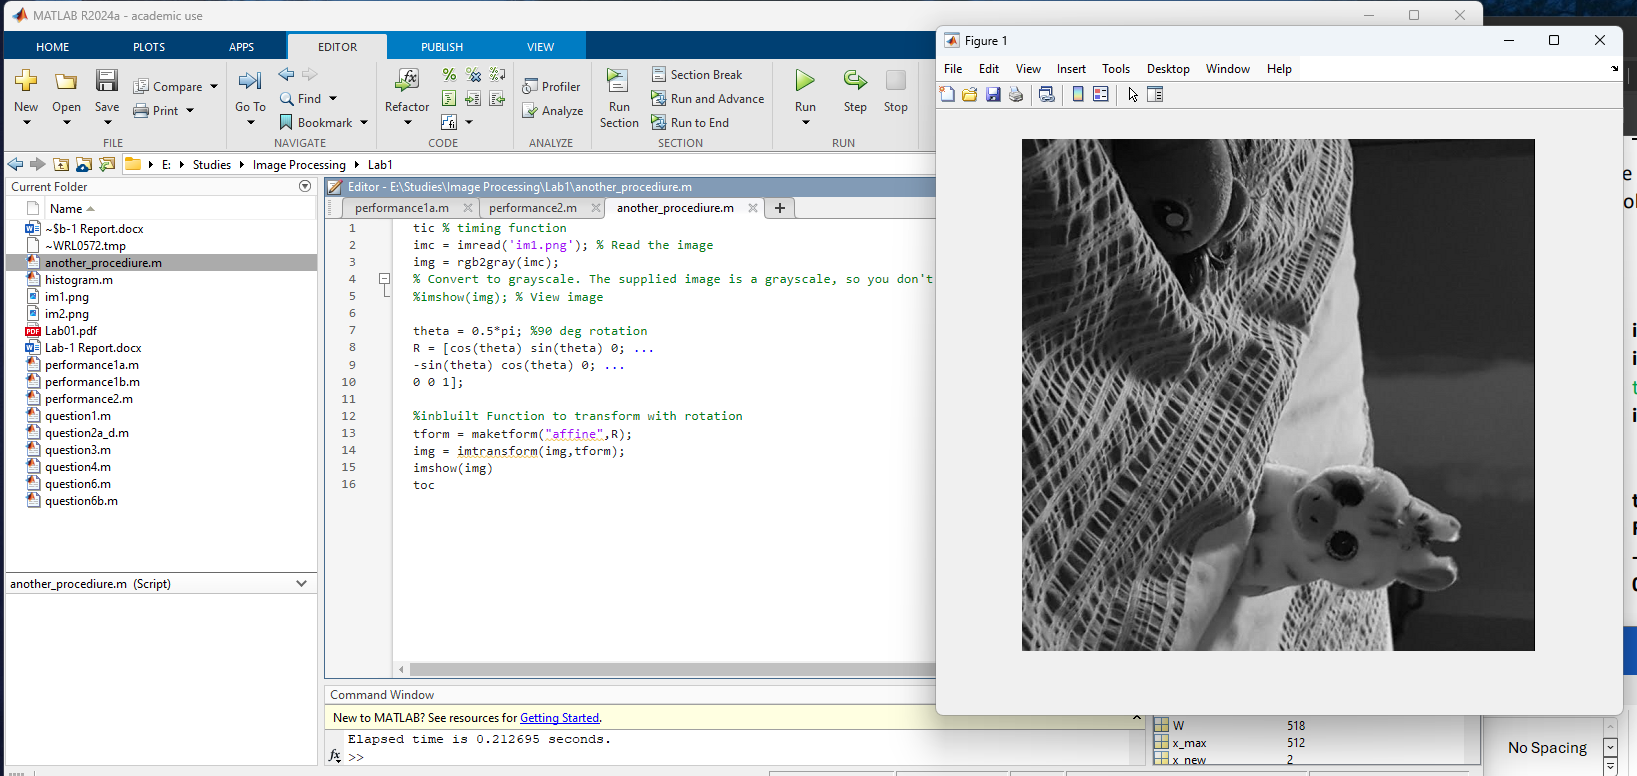 MATLAB R2024a - academic use
HOME PLOTS APPS EDITOR PUBLISH VIEW
New Open Save Compare Print
FILE
Go To Find Bookmark
NAVIGATE
Refactor
CODE
Profiler
Analyze
ANALYZE
Run Section
Section Break
Run and Advance
Run to End
SECTION
Run Step Stop
RUN
E: Studies Image Processing Lab1
Current Folder
Name
~$b-1 Report.docx
~WRL0572.tmp
another_procediure.m
histogram.m
im1.png
im2.png
Lab01.pdf
Lab-1 Report.docx
performance1a.m
performance1b.m
performance2.m
question1.m
question2a_d.m
question3.m
question4.m
question6.m
question6b.m
another_procediure.m (Script)
Editor - E:\Studies\Image Processing\Lab1\another_procediure.m
performance1a.m performance2.m another_procediure.m
1 tic % timing function
2 imc = imread('im1.png'); % Read the image
3 img = rgb2gray(imc);
4 % Convert to grayscale. The supplied image is a grayscale, so you don't
5 %imshow(img); % View image
6
7 theta = 0.5*pi; %90 deg rotation
8 R = [cos(theta) sin(theta) 0; ...
9 -sin(theta) cos(theta) 0; ...
10 0 0 1];
11
12 %inbluilt Function to transform with rotation
13 tform = maketform("affine",R);
14 img = imtransform(img,tform);
15 imshow(img)
16 toc
Command Window
New to MATLAB? See resources for Getting Started.
Elapsed time is 0.212695 seconds.
fx >>
Figure 1
File Edit View Insert Tools Desktop Window Help
W 518
x_max 512
x_new 2
No Spacing